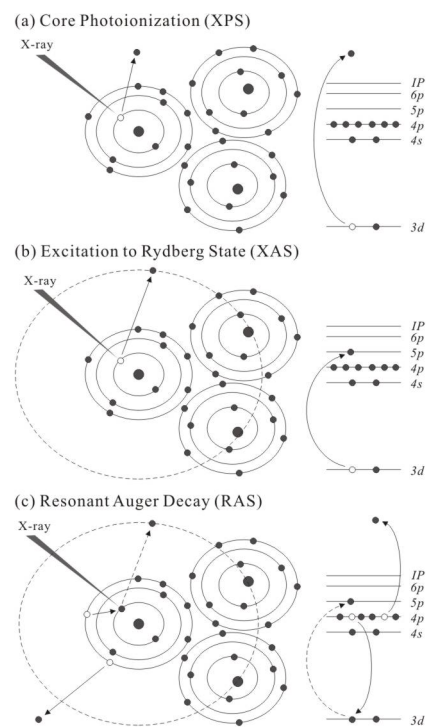 (a) Core Photoionization (XPS)
X-ray
IP
6p
5p
4p
4s
3d
(b) Excitation to Rydberg State (XAS)
X-ray
IP
6p
5p
4p
4s
3d
(c) Resonant Auger Decay (RAS)
X-ray
IP
6p
5p
4p
4s
3d